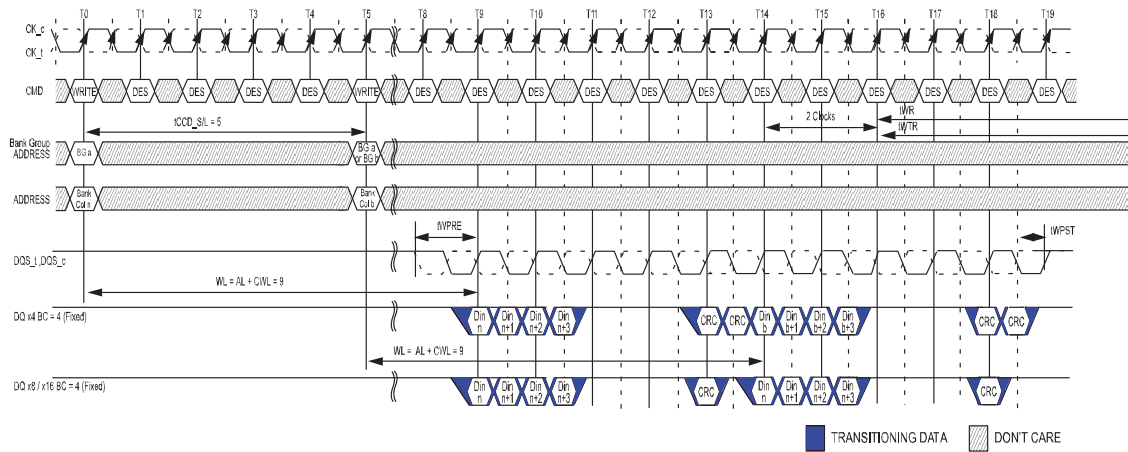 T0 T1 T2 T3 T4 T5 T8 T9 T10 T11 T12 T13 T14 T15 T16 T17 T18 T19
CK_c
CK_t
CMD WRITE DES DES DES DES WRITE DES DES DES DES DES DES DES DES DES DES DES DES
tCCD_S/L = 5
2 Clocks
tWR
tWTR
Bank Group
ADDRESS
BG a
BG a
or BG b
ADDRESS
Bank
Col n
Bank
Col b
tWPRE
tWPST
DQS_t ,DQS_c
WL = AL + CWL = 9
DQ x4 BC = 4 (Fixed)
Din n Din n+1 Din n+2 Din n+3 CRC CRC Din b Din b+1 Din b+2 Din b+3 CRC CRC
WL = AL + CWL = 9
DQ x8 / x16 BC = 4 (Fixed)
Din n Din n+1 Din n+2 Din n+3 CRC Din n Din n+1 Din n+2 Din n+3 CRC
TRANSITIONING DATA
DON'T CARE